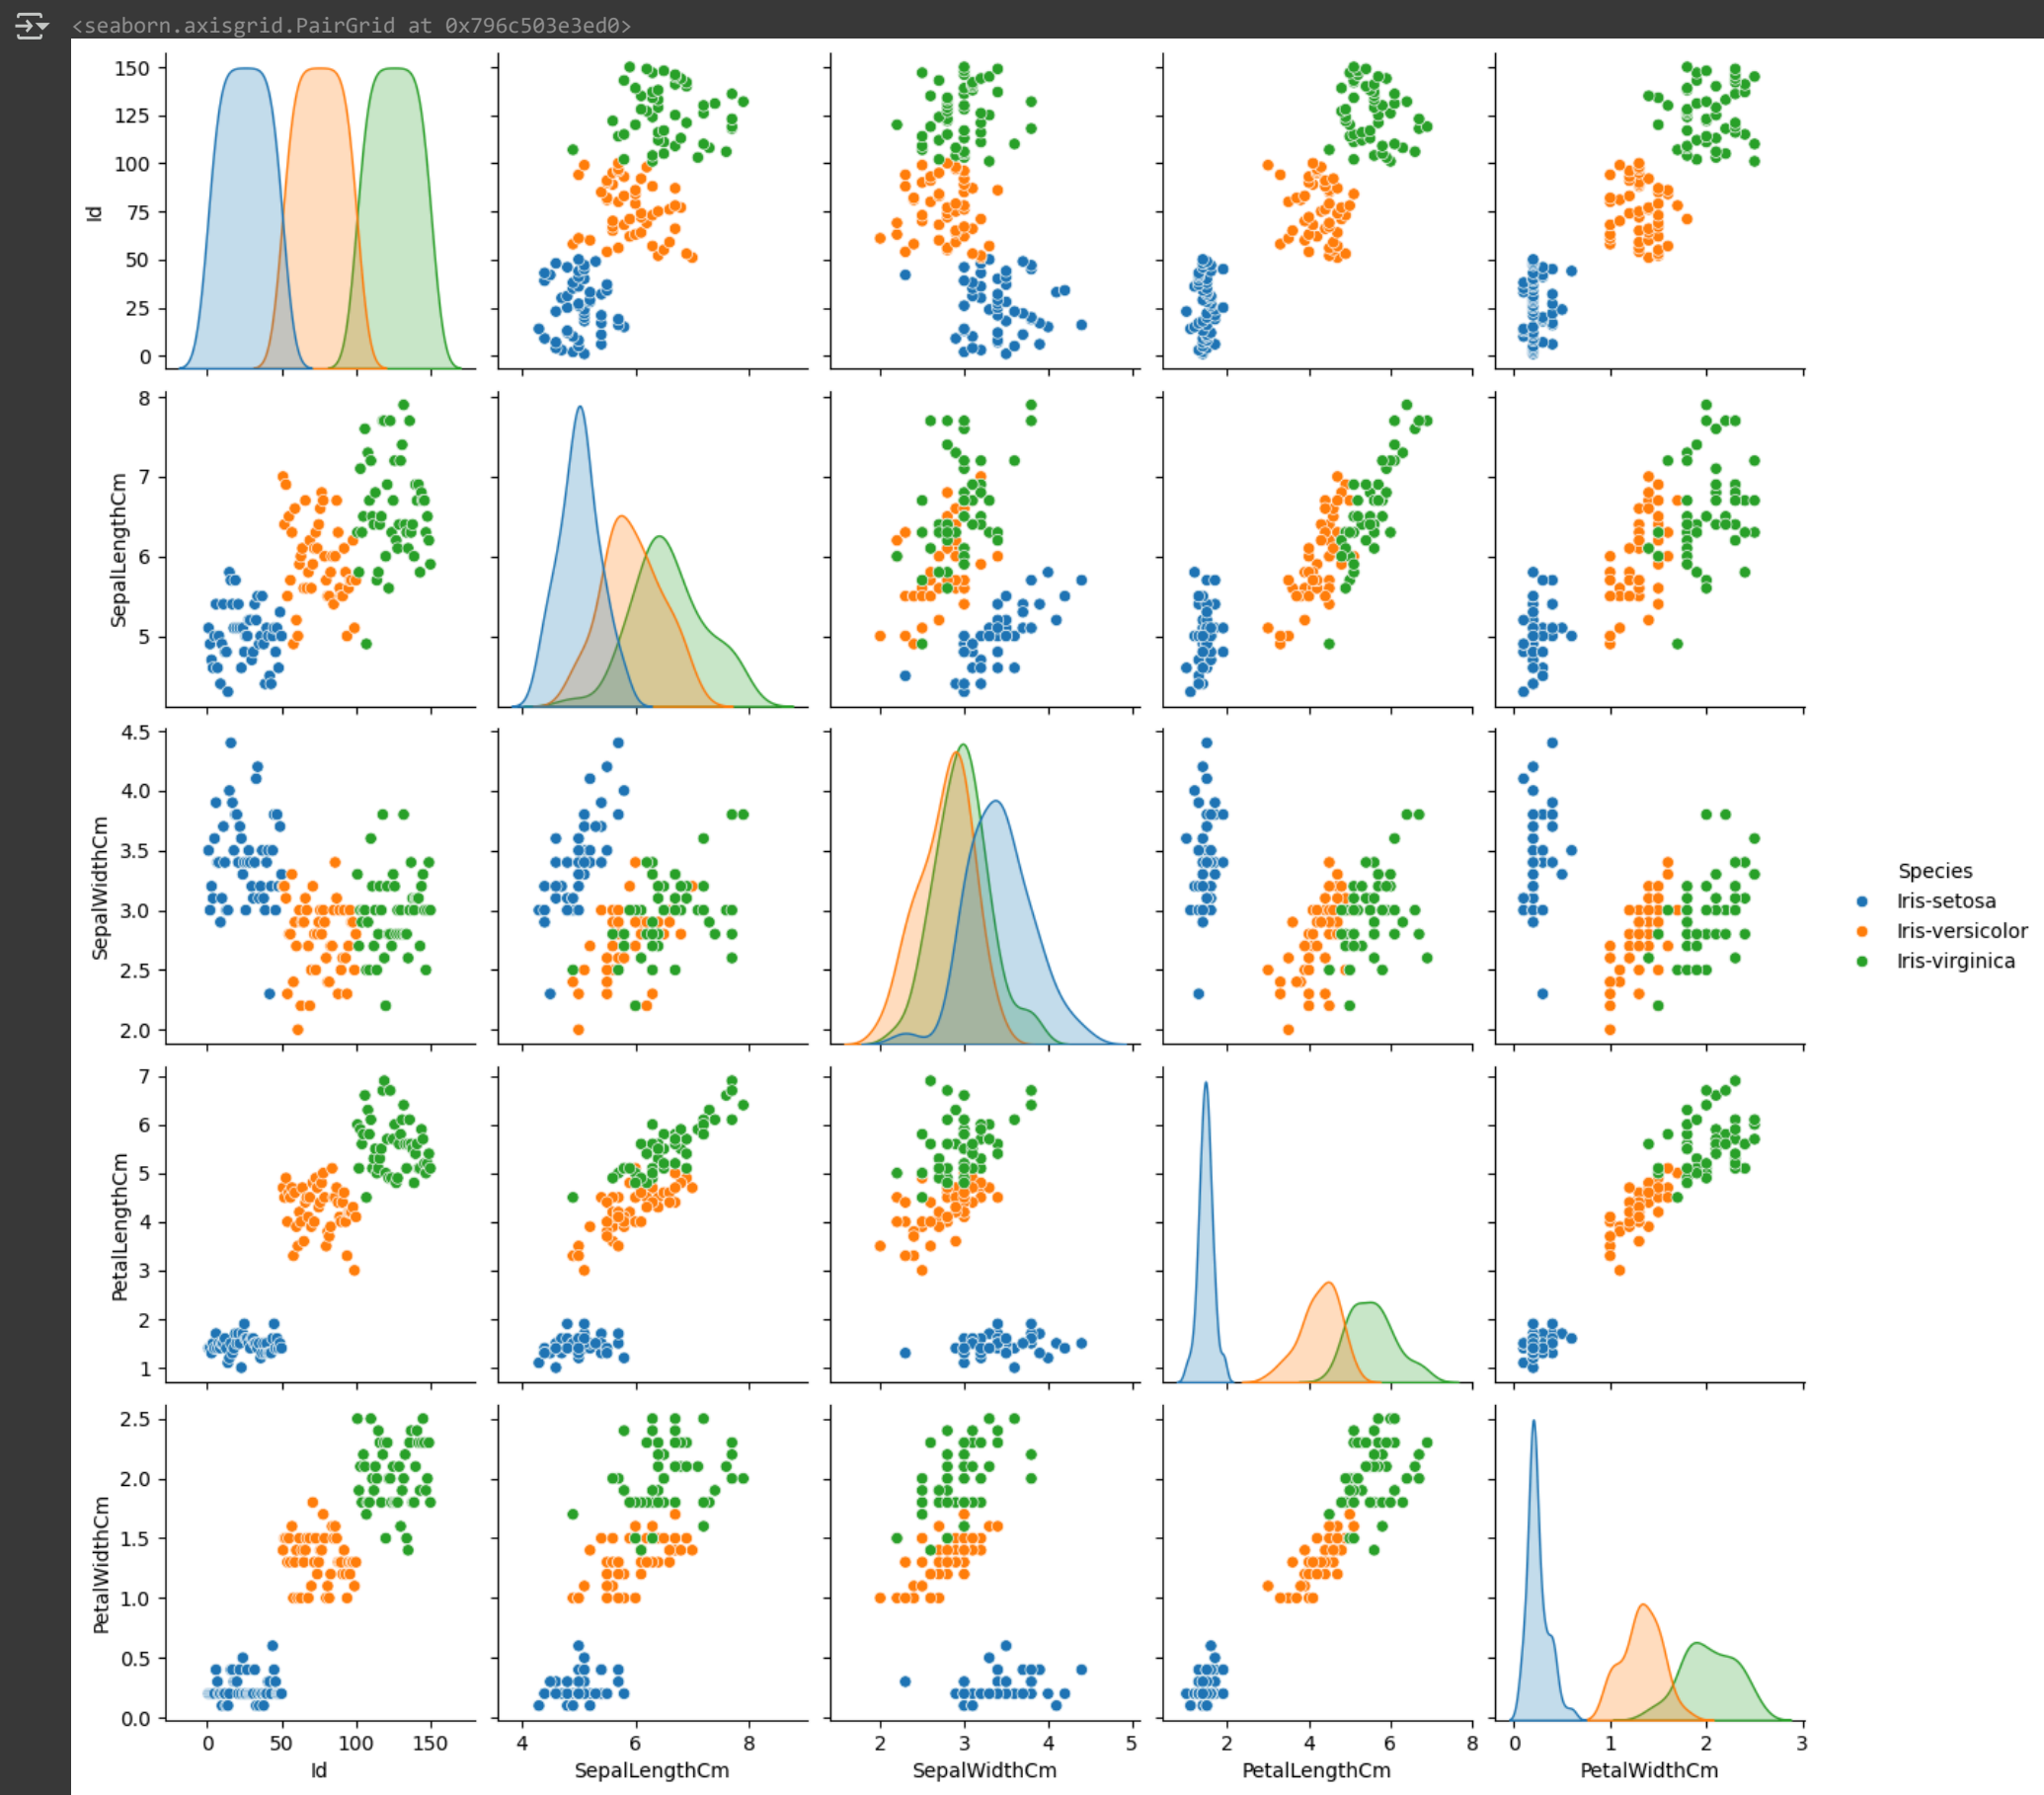 <seaborn.axisgrid.PairGrid at 0x796c503e3ed0>
150
125
100
75
50
25
0
Id
8
7
6
5
SepalLengthCm
4.5
4.0
3.5
3.0
2.5
2.0
SepalWidthCm
Species
Iris-setosa
Iris-versicolor
Iris-virginica
7
6
5
4
3
2
1
PetalLengthCm
2.5
2.0
1.5
1.0
0.5
0.0
PetalWidthCm
0 50 100 150
4 6 8
2 3 4 5
2 4 6 8
0 1 2 3
Id
SepalLengthCm
SepalWidthCm
PetalLengthCm
PetalWidthCm